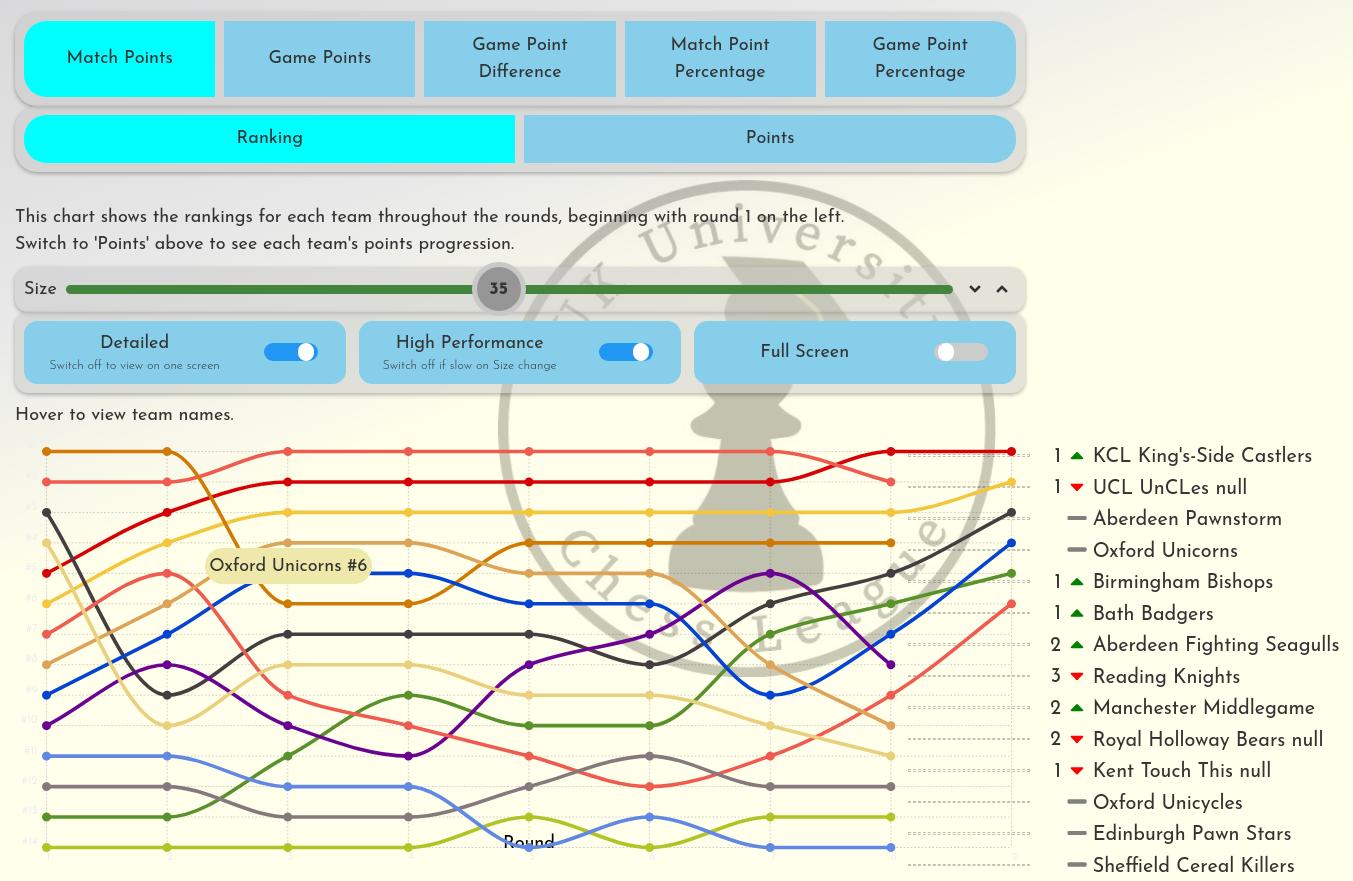 Match Points
Game Points
Game Point
Difference
Match Point
Percentage
Game Point
Percentage
Ranking
Points
This chart shows the rankings for each team throughout the rounds, beginning with round 1 on the left.
Switch to 'Points' above to see each team's points progression.
Size
35
Detailed
Switch off to view on one screen
High Performance
Switch off if slow on Size change
Full Screen
Hover to view team names.
UK University
Chess League
Oxford Unicorns #6
Round
1 KCL King's-Side Castlers
1 UCL UnCLes null
Aberdeen Pawnstorm
Oxford Unicorns
1 Birmingham Bishops
1 Bath Badgers
2 Aberdeen Fighting Seagulls
3 Reading Knights
2 Manchester Middlegame
2 Royal Holloway Bears null
1 Kent Touch This null
Oxford Unicycles
Edinburgh Pawn Stars
Sheffield Cereal Killers